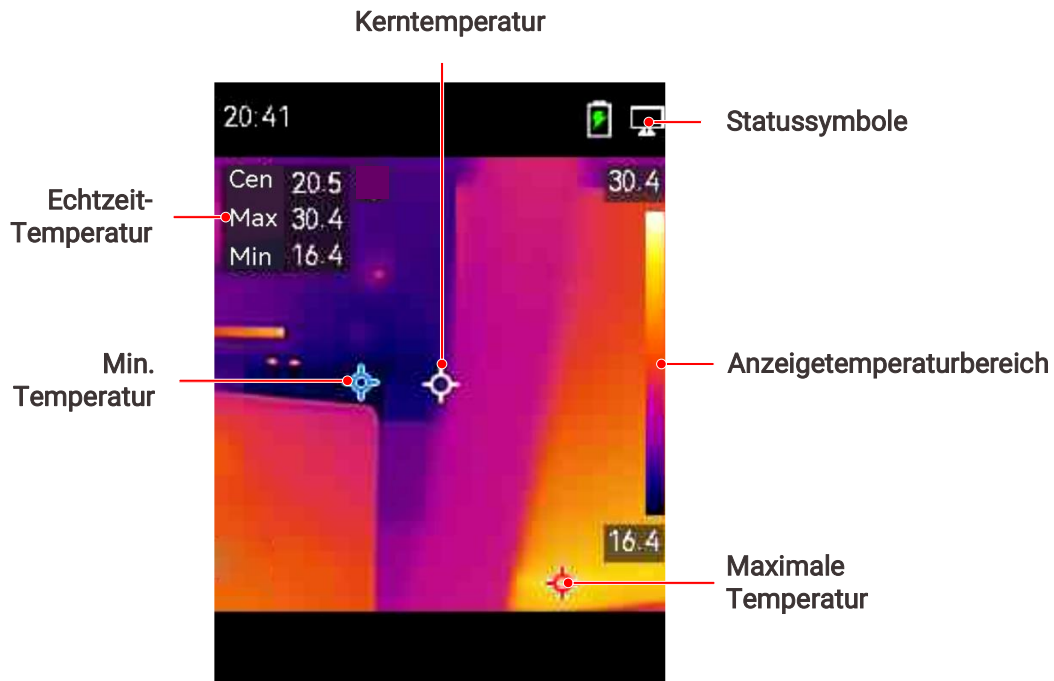 Kerntemperatur
20:41
Statussymbole
Cen 20.5
Max 30.4
Min 16.4
30.4
Echtzeit-
Temperatur
Min.
Temperatur
Anzeigetemperaturbereich
16.4
Maximale
Temperatur